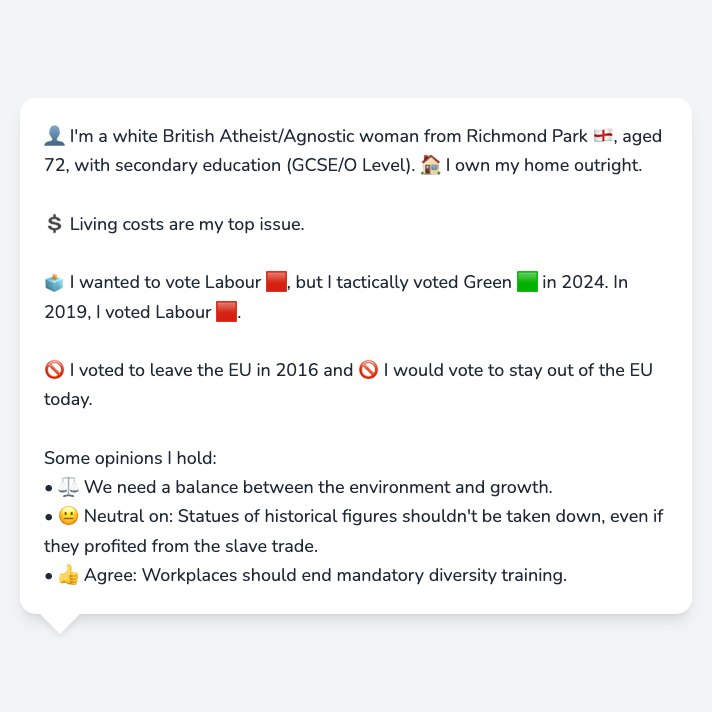 👤 I'm a white British Atheist/Agnostic woman from Richmond Park 🏴󠁧󠁢󠁥󠁮󠁧󠁿, aged
72, with secondary education (GCSE/O Level). 🏠 I own my home outright.
💲 Living costs are my top issue.
🗳️ I wanted to vote Labour 🟥, but I tactically voted Green 🟩 in 2024. In
2019, I voted Labour 🟥.
🚫 I voted to leave the EU in 2016 and 🚫 I would vote to stay out of the EU
today.
Some opinions I hold:
• ⚖️ We need a balance between the environment and growth.
• 😐 Neutral on: Statues of historical figures shouldn't be taken down, even if
they profited from the slave trade.
• 👍 Agree: Workplaces should end mandatory diversity training.